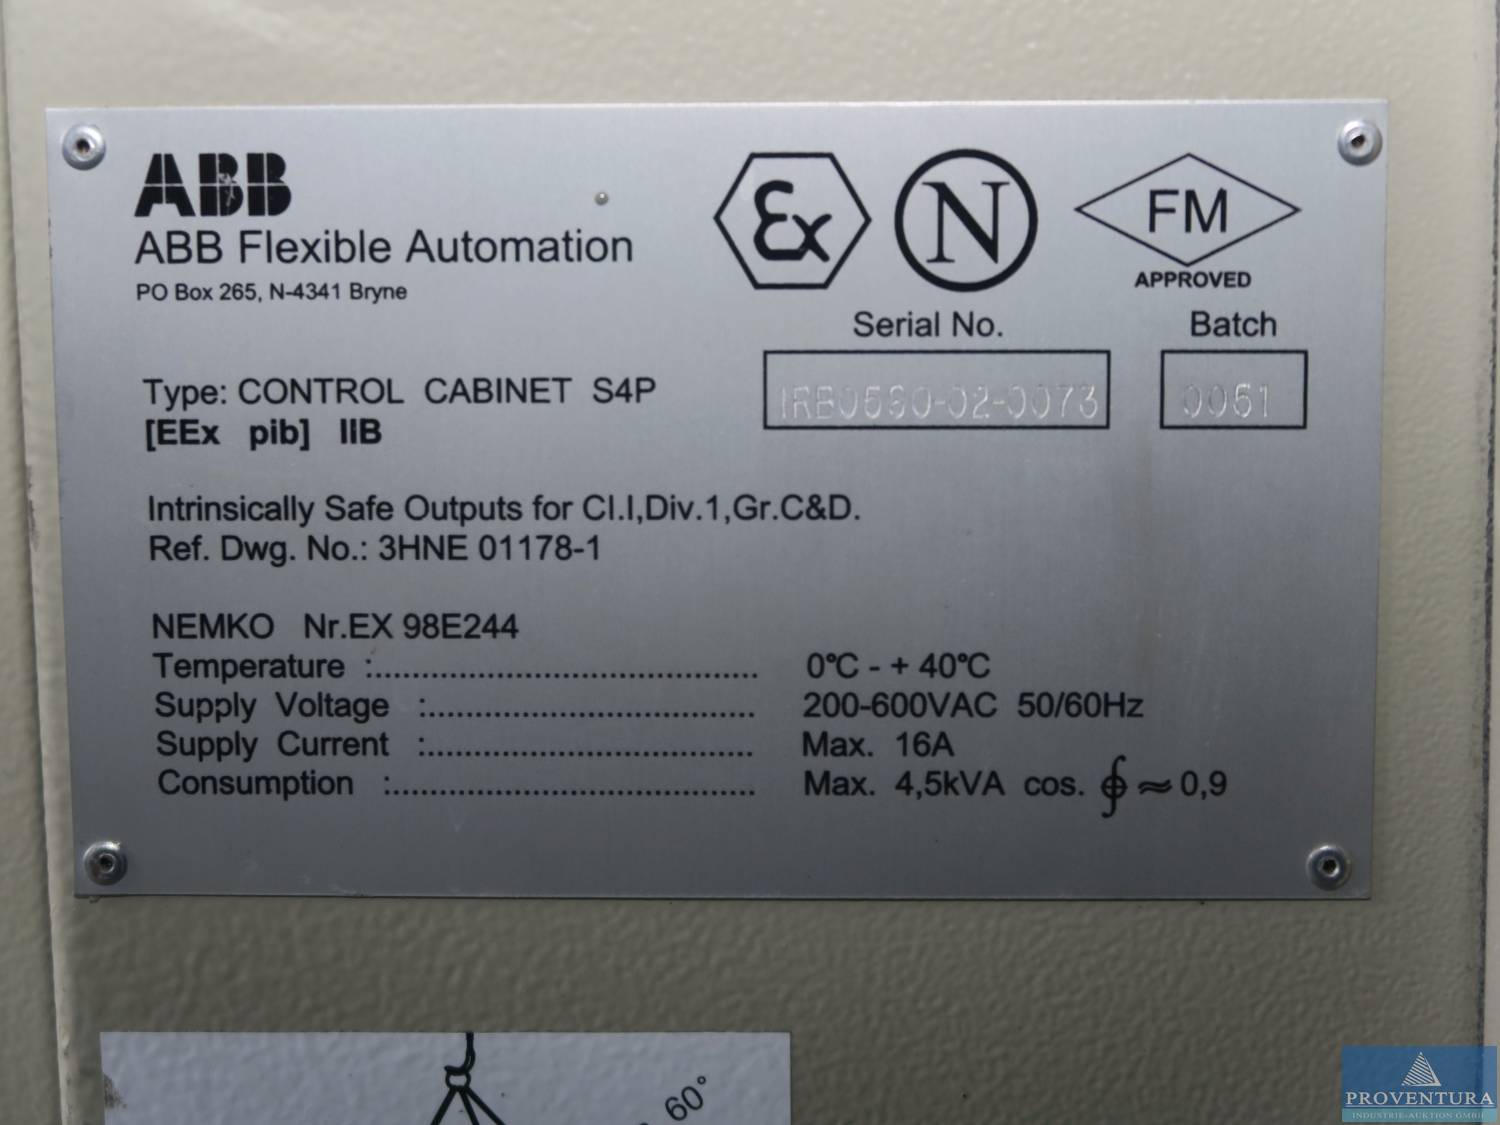 ABB
ABB Flexible Automation
PO Box 265, N-4341 Bryne
Ex
N
FM
APPROVED
Serial No.
Batch
Type: CONTROL CABINET S4P
[EEx pib] IIB
0061
Intrinsically Safe Outputs for Cl.I,Div.1,Gr.C&D.
Ref. Dwg. No.: 3HNE 01178-1
NEMKO Nr.EX 98E244
Temperature :........................................ 0°C - + 40°C
Supply Voltage :................................... 200-600VAC 50/60Hz
Supply Current :................................... Max. 16A
Consumption :...................................... Max. 4,5kVA cos. ϕ ≈ 0,9
60°
PROVENTURA
INDUSTRIE-AUKTION GMBH